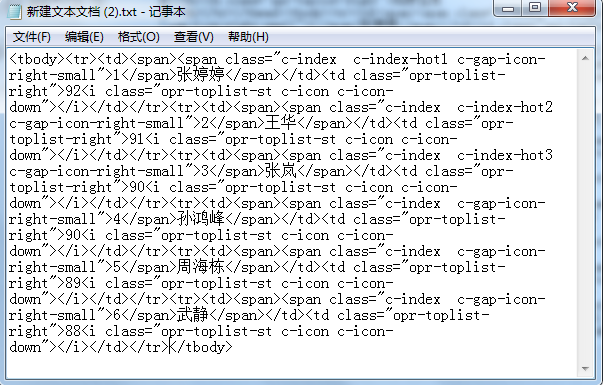 新建文本文档 (2).txt - 记事本
文件(F) 编辑(E) 格式(O) 查看(V) 帮助(H)
<tbody><tr><td><span><span class="c-index  c-index-hot1 c-gap-icon-
right-small">1</span>张婷婷</span></td><td class="opr-toplist-
right">92<i class="opr-toplist-st c-icon c-icon-
down"></i></td></tr><tr><td><span><span class="c-index  c-index-hot2
c-gap-icon-right-small">2</span>王华</span></td><td class="opr-
toplist-right">91<i class="opr-toplist-st c-icon c-icon-
down"></i></td></tr><tr><td><span><span class="c-index  c-index-hot3
c-gap-icon-right-small">3</span>张岚</span></td><td class="opr-
toplist-right">90<i class="opr-toplist-st c-icon c-icon-
down"></i></td></tr><tr><td><span><span class="c-index  c-gap-icon-
right-small">4</span>孙鸿峰</span></td><td class="opr-toplist-
right">90<i class="opr-toplist-st c-icon c-icon-
down"></i></td></tr><tr><td><span><span class="c-index  c-gap-icon-
right-small">5</span>周海栋</span></td><td class="opr-toplist-
right">89<i class="opr-toplist-st c-icon c-icon-
down"></i></td></tr><tr><td><span><span class="c-index  c-gap-icon-
right-small">6</span>武静</span></td><td class="opr-toplist-
right">88<i class="opr-toplist-st c-icon c-icon-
down"></i></td></tr></tbody>